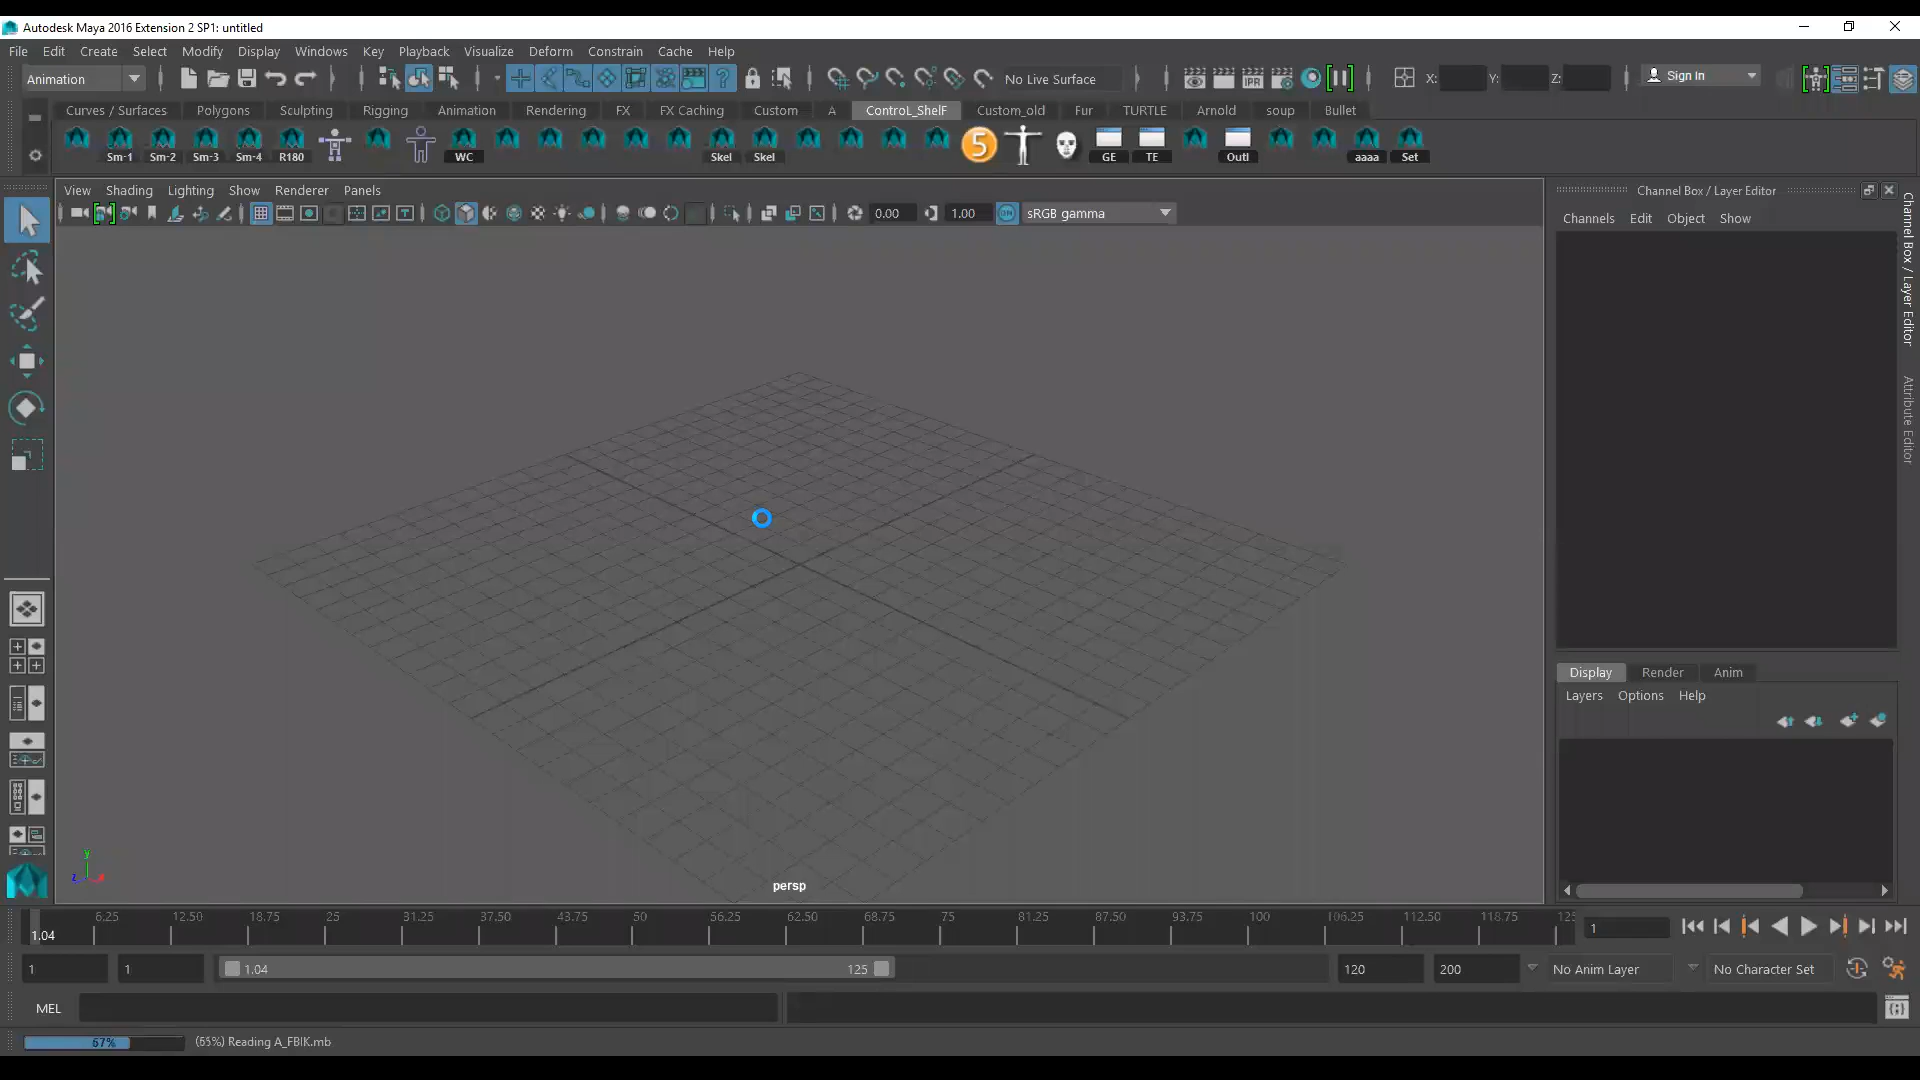 Autodesk Maya 2016 Extension 2 SP1: untitled
File Edit Create Select Modify Display Windows Key Playback Visualize Deform Constrain Cache Help
Animation No Live Surface X: Y: Z: Sign In
Curves / Surfaces Polygons Sculpting Rigging Animation Rendering FX FX Caching Custom A ControL_ShelF Custom_old Fur TURTLE Arnold soup Bullet
IPR
5
Sm-1 Sm-2 Sm-3 Sm-4 R180 WC Skel Skel GE TE Outl aaaa Set
View Shading Lighting Show Renderer Panels
0.00 1.00 ON sRGB gamma
Channel Box / Layer Editor
Channels Edit Object Show
Channel Box / Layer Editor
Attribute Editor
Display Render Anim
Layers Options Help
y
z x
persp
6.25 12.50 18.75 25 31.25 37.50 43.75 50 56.25 62.50 68.75 75 81.25 87.50 93.75 100 106.25 112.50 118.75 125
1.04 1
1 1 1.04 125 120 200 No Anim Layer No Character Set
MEL
(55%) Reading A_FBIK.mb